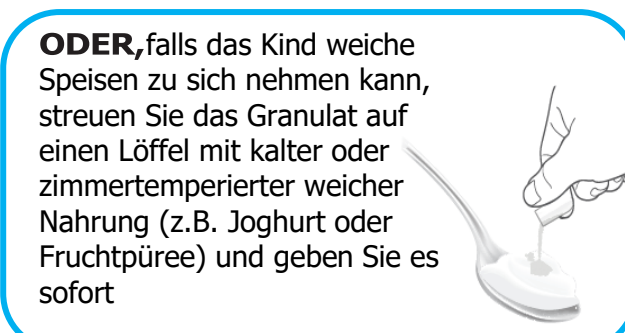 ODER,falls das Kind weiche
Speisen zu sich nehmen kann,
streuen Sie das Granulat auf
einen Löffel mit kalter oder
zimmertemperierter weicher
Nahrung (z.B. Joghurt oder
Fruchtpüree) und geben Sie es
sofort